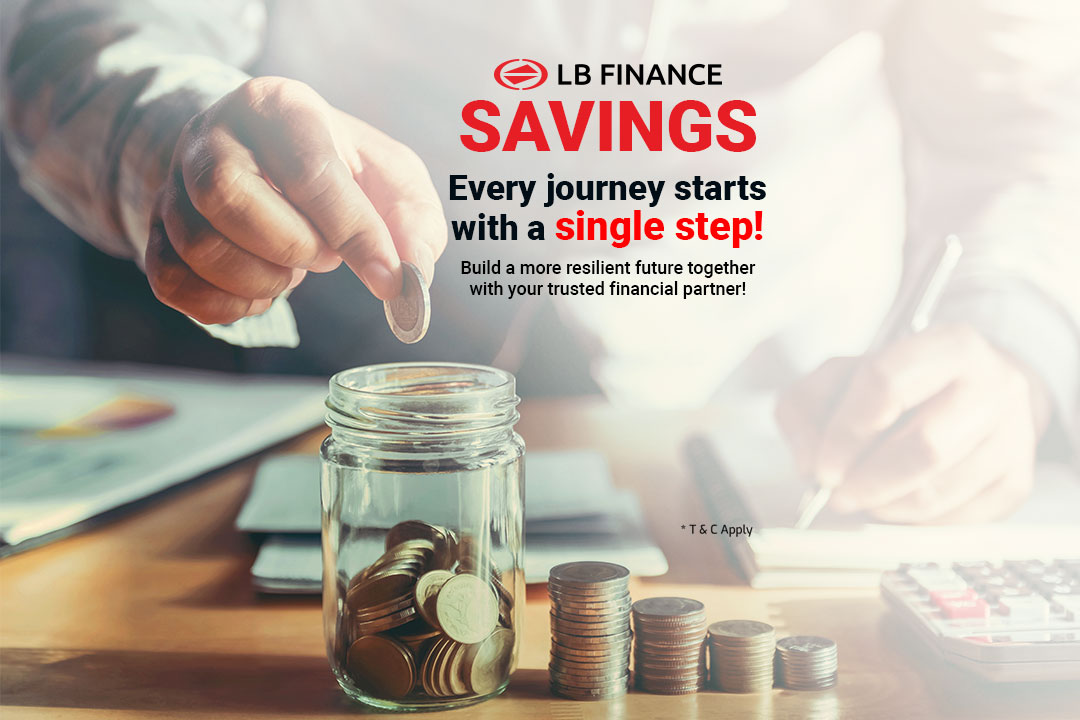 LB FINANCE
SAVINGS
Every journey starts
with a single step!
Build a more resilient future together
with your trusted financial partner!
* T & C Apply